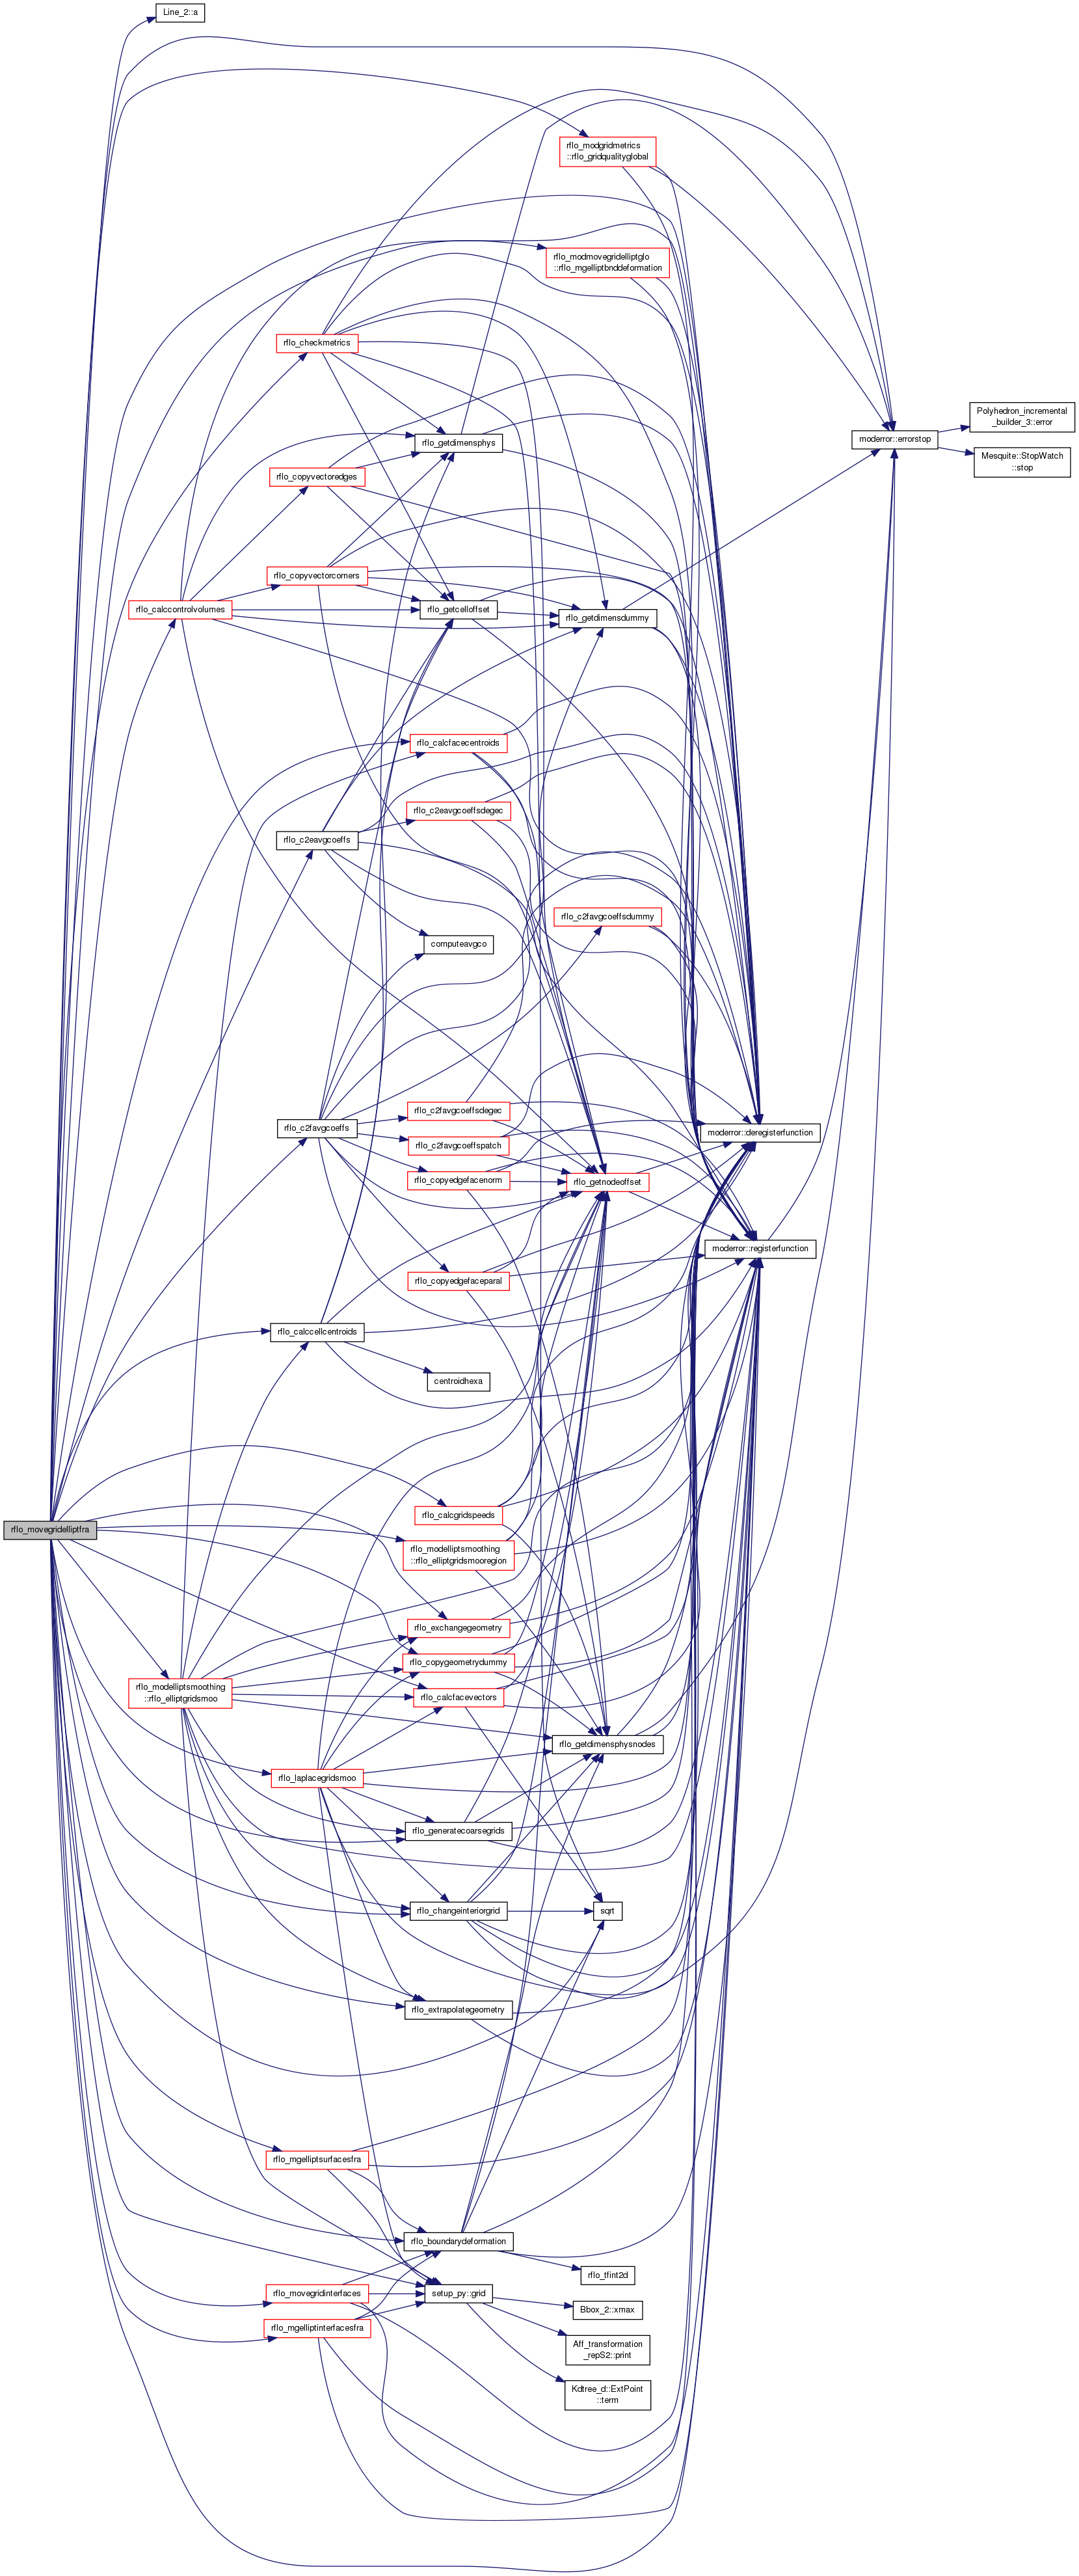 Line_2::a
rflo_modgridmetrics
::rflo_gridqualityglobal
rflo_modmovegridelliptglo
::rflo_mgelliptbnddeformation
rflo_checkmetrics
Polyhedron_incremental
_builder_3::error
moderror::errorstop
rflo_getdimensphys
Mesquite::StopWatch
::stop
rflo_copyvectoredges
rflo_copyvectorcorners
rflo_calccontrolvolumes
rflo_getcelloffset
rflo_getdimensdummy
rflo_calcfacecentroids
rflo_c2eavgcoeffsdegec
rflo_c2eavgcoeffs
rflo_c2favgcoeffsdummy
computeavgco
rflo_c2favgcoeffsdegec
rflo_c2favgcoeffs
moderror::deregisterfunction
rflo_c2favgcoeffspatch
rflo_copyedgefacenorm
rflo_getnodeoffset
moderror::registerfunction
rflo_copyedgefaceparal
rflo_calccellcentroids
centroidhexa
rflo_calcgridspeeds
rflo_movegridelliptfra
rflo_modelliptsmoothing
::rflo_elliptgridsmooregion
rflo_exchangegeometry
rflo_copygeometrydummy
rflo_modelliptsmoothing
::rflo_elliptgridsmoo
rflo_calcfacevectors
rflo_getdimensphysnodes
rflo_laplacegridsmoo
rflo_generatecoarsegrids
rflo_changeinteriorgrid
sqrt
rflo_extrapolategeometry
rflo_mgelliptsurfacesfra
rflo_boundarydeformation
rflo_tfint2d
rflo_movegridinterfaces
setup_py::grid
Bbox_2::xmax
rflo_mgelliptinterfacesfra
Aff_transformation
_repS2::print
Kdtree_d::ExtPoint
::term